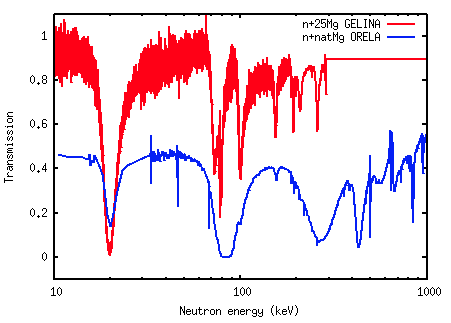 n+25Mg GELINA
n+natMg ORELA
1
0.8
0.6
0.4
0.2
0
Transmission
10
100
1000
Neutron energy (keV)